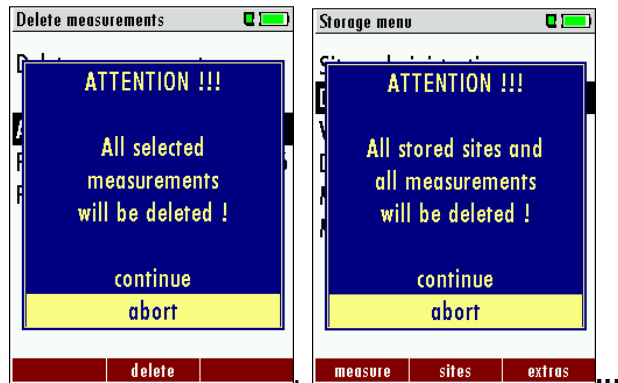 Delete measurements
ATTENTION !!!
All selected
measurements
will be deleted !
continue
abort
delete
.
Storage menu
ATTENTION !!!
All stored sites and
all measurements
will be deleted !
continue
abort
measure sites extras
...